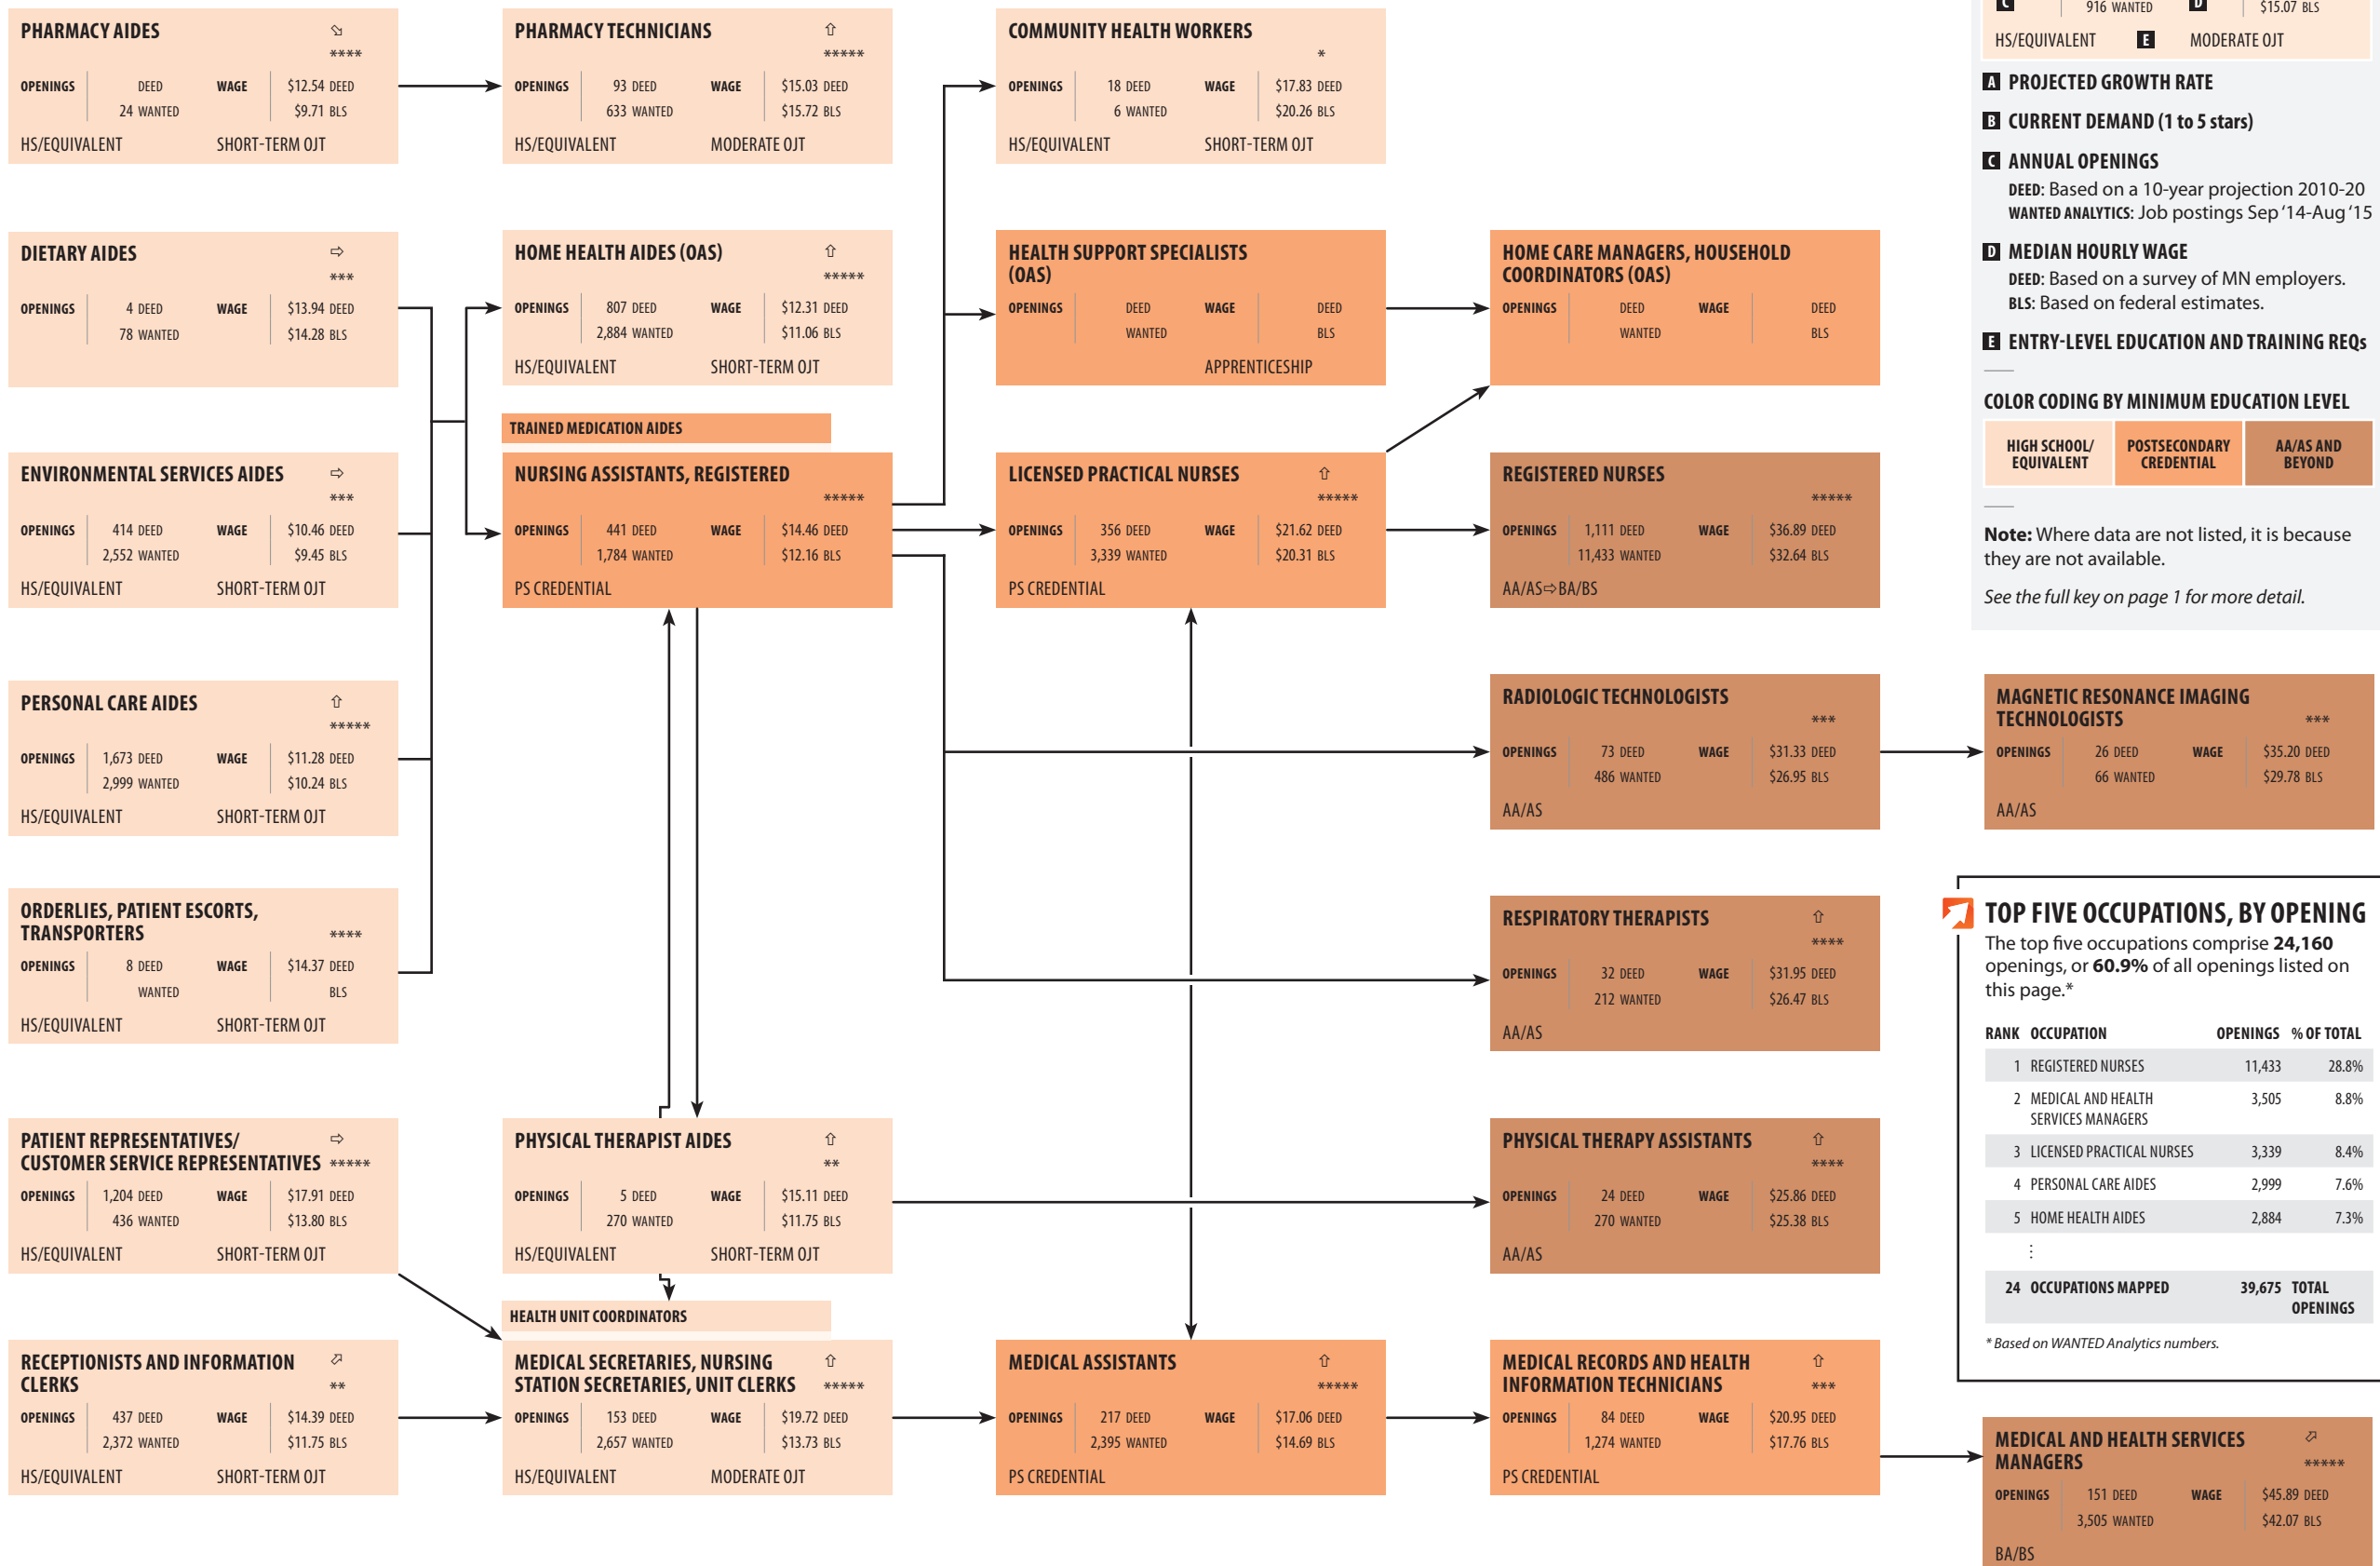 PHARMACY AIDES ⬂
****
OPENINGS DEED WAGE $12.54 DEED
24 WANTED $9.71 BLS
HS/EQUIVALENT SHORT-TERM OJT
PHARMACY TECHNICIANS ⇧
*****
OPENINGS 93 DEED WAGE $15.03 DEED
633 WANTED $15.72 BLS
HS/EQUIVALENT MODERATE OJT
COMMUNITY HEALTH WORKERS
*
OPENINGS 18 DEED WAGE $17.83 DEED
6 WANTED $20.26 BLS
HS/EQUIVALENT SHORT-TERM OJT
DIETARY AIDES ⇨
***
OPENINGS 4 DEED WAGE $13.94 DEED
78 WANTED $14.28 BLS
HOME HEALTH AIDES (OAS) ⇧
*****
OPENINGS 807 DEED WAGE $12.31 DEED
2,884 WANTED $11.06 BLS
HS/EQUIVALENT SHORT-TERM OJT
HEALTH SUPPORT SPECIALISTS
(OAS)
OPENINGS DEED WAGE DEED
WANTED BLS
APPRENTICESHIP
HOME CARE MANAGERS, HOUSEHOLD
COORDINATORS (OAS)
OPENINGS DEED WAGE DEED
WANTED BLS
ENVIRONMENTAL SERVICES AIDES ⇨
***
OPENINGS 414 DEED WAGE $10.46 DEED
2,552 WANTED $9.45 BLS
HS/EQUIVALENT SHORT-TERM OJT
TRAINED MEDICATION AIDES
NURSING ASSISTANTS, REGISTERED
*****
OPENINGS 441 DEED WAGE $14.46 DEED
1,784 WANTED $12.16 BLS
PS CREDENTIAL
LICENSED PRACTICAL NURSES ⇧
*****
OPENINGS 356 DEED WAGE $21.62 DEED
3,339 WANTED $20.31 BLS
PS CREDENTIAL
REGISTERED NURSES
*****
OPENINGS 1,111 DEED WAGE $36.89 DEED
11,433 WANTED $32.64 BLS
AA/AS⇨BA/BS
PERSONAL CARE AIDES ⇧
*****
OPENINGS 1,673 DEED WAGE $11.28 DEED
2,999 WANTED $10.24 BLS
HS/EQUIVALENT SHORT-TERM OJT
RADIOLOGIC TECHNOLOGISTS
***
OPENINGS 73 DEED WAGE $31.33 DEED
486 WANTED $26.95 BLS
AA/AS
MAGNETIC RESONANCE IMAGING
TECHNOLOGISTS ***
OPENINGS 26 DEED WAGE $35.20 DEED
66 WANTED $29.78 BLS
AA/AS
ORDERLIES, PATIENT ESCORTS,
TRANSPORTERS ****
OPENINGS 8 DEED WAGE $14.37 DEED
WANTED BLS
HS/EQUIVALENT SHORT-TERM OJT
RESPIRATORY THERAPISTS ⇧
****
OPENINGS 32 DEED WAGE $31.95 DEED
212 WANTED $26.47 BLS
AA/AS
PATIENT REPRESENTATIVES/ ⇨
CUSTOMER SERVICE REPRESENTATIVES *****
OPENINGS 1,204 DEED WAGE $17.91 DEED
436 WANTED $13.80 BLS
HS/EQUIVALENT SHORT-TERM OJT
PHYSICAL THERAPIST AIDES ⇧
**
OPENINGS 5 DEED WAGE $15.11 DEED
270 WANTED $11.75 BLS
HS/EQUIVALENT SHORT-TERM OJT
PHYSICAL THERAPY ASSISTANTS ⇧
****
OPENINGS 24 DEED WAGE $25.86 DEED
270 WANTED $25.38 BLS
AA/AS
RECEPTIONISTS AND INFORMATION ⬀
CLERKS **
OPENINGS 437 DEED WAGE $14.39 DEED
2,372 WANTED $11.75 BLS
HS/EQUIVALENT SHORT-TERM OJT
HEALTH UNIT COORDINATORS
MEDICAL SECRETARIES, NURSING ⇧
STATION SECRETARIES, UNIT CLERKS *****
OPENINGS 153 DEED WAGE $19.72 DEED
2,657 WANTED $13.73 BLS
HS/EQUIVALENT MODERATE OJT
MEDICAL ASSISTANTS ⇧
*****
OPENINGS 217 DEED WAGE $17.06 DEED
2,395 WANTED $14.69 BLS
PS CREDENTIAL
MEDICAL RECORDS AND HEALTH ⇧
INFORMATION TECHNICIANS ***
OPENINGS 84 DEED WAGE $20.95 DEED
1,274 WANTED $17.76 BLS
PS CREDENTIAL
MEDICAL AND HEALTH SERVICES ⬀
MANAGERS *****
OPENINGS 151 DEED WAGE $45.89 DEED
3,505 WANTED $42.07 BLS
BA/BS
C 916 WANTED D $15.07 BLS
HS/EQUIVALENT E MODERATE OJT
A PROJECTED GROWTH RATE
B CURRENT DEMAND (1 to 5 stars)
C ANNUAL OPENINGS
DEED: Based on a 10-year projection 2010-20
WANTED ANALYTICS: Job postings Sep ‘14-Aug ‘15
D MEDIAN HOURLY WAGE
DEED: Based on a survey of MN employers.
BLS: Based on federal estimates.
E ENTRY-LEVEL EDUCATION AND TRAINING REQs
COLOR CODING BY MINIMUM EDUCATION LEVEL
HIGH SCHOOL/ POSTSECONDARY AA/AS AND
EQUIVALENT CREDENTIAL BEYOND
Note: Where data are not listed, it is because
they are not available.
See the full key on page 1 for more detail.
TOP FIVE OCCUPATIONS, BY OPENING
The top five occupations comprise 24,160
openings, or 60.9% of all openings listed on
this page.*
RANK OCCUPATION OPENINGS % OF TOTAL
1 REGISTERED NURSES 11,433 28.8%
2 MEDICAL AND HEALTH 3,505 8.8%
SERVICES MANAGERS
3 LICENSED PRACTICAL NURSES 3,339 8.4%
4 PERSONAL CARE AIDES 2,999 7.6%
5 HOME HEALTH AIDES 2,884 7.3%
⋮
24 OCCUPATIONS MAPPED 39,675 TOTAL
OPENINGS
* Based on WANTED Analytics numbers.